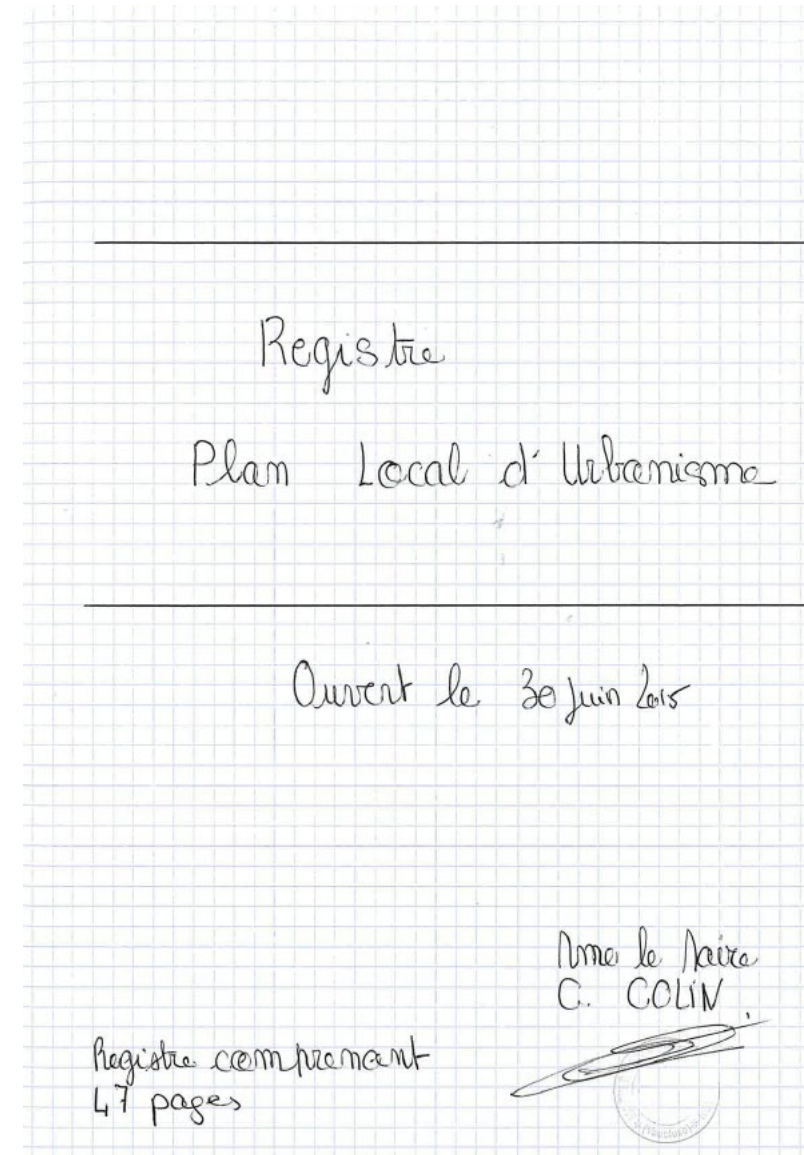 Registre
Plan Local d'Urbanisme
Ouvert le 30 juin 2015
Mme le Maire
C. COLIN
Registre comprenant
47 pages